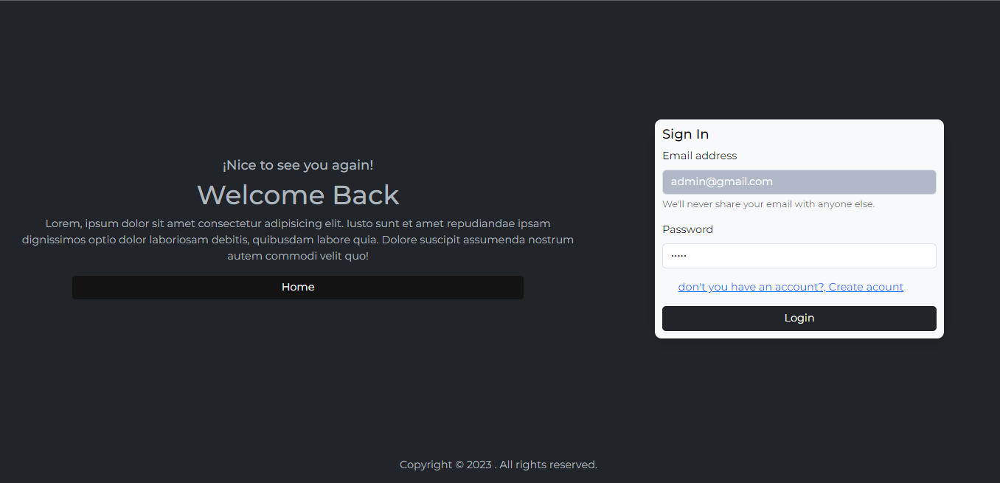 ¡Nice to see you again!
Welcome Back
Lorem, ipsum dolor sit amet consectetur adipisicing elit. Iusto sunt et amet repudiandae ipsam
dignissimos optio dolor laboriosam debitis, quibusdam labore quia. Dolore suscipit assumenda nostrum
autem commodi velit quo!
Home
Sign In
Email address
admin@gmail.com
We'll never share your email with anyone else.
Password
•••••
don't you have an account?, Create acount
Login
Copyright © 2023 . All rights reserved.